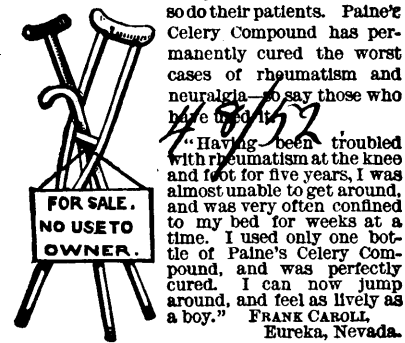 so do their patients. Paine's
Celery Compound has per-
manently cured the worst
cases of rheumatism and
neuralgia—so say those who
have used it.
48/52
"Having been troubled
with rheumatism at the knee
and foot for five years, I was
almost unable to get around,
and was very often confined
to my bed for weeks at a
time. I used only one bot-
tle of Paine's Celery Com-
pound, and was perfectly
cured. I can now jump
around, and feel as lively as
a boy." FRANK CAROLI,
Eureka, Nevada.
FOR SALE.
NO USE TO
OWNER.